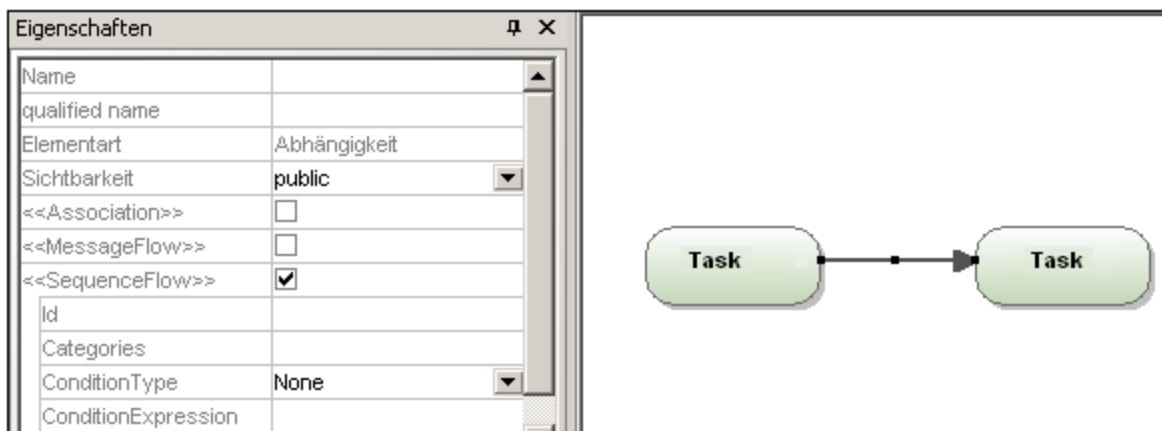 Eigenschaften
Name
qualified name
Elementart Abhängigkeit
Sichtbarkeit public
<<Association>>
<<MessageFlow>>
<<SequenceFlow>>
Id
Categories
ConditionType None
ConditionExpression
Task Task